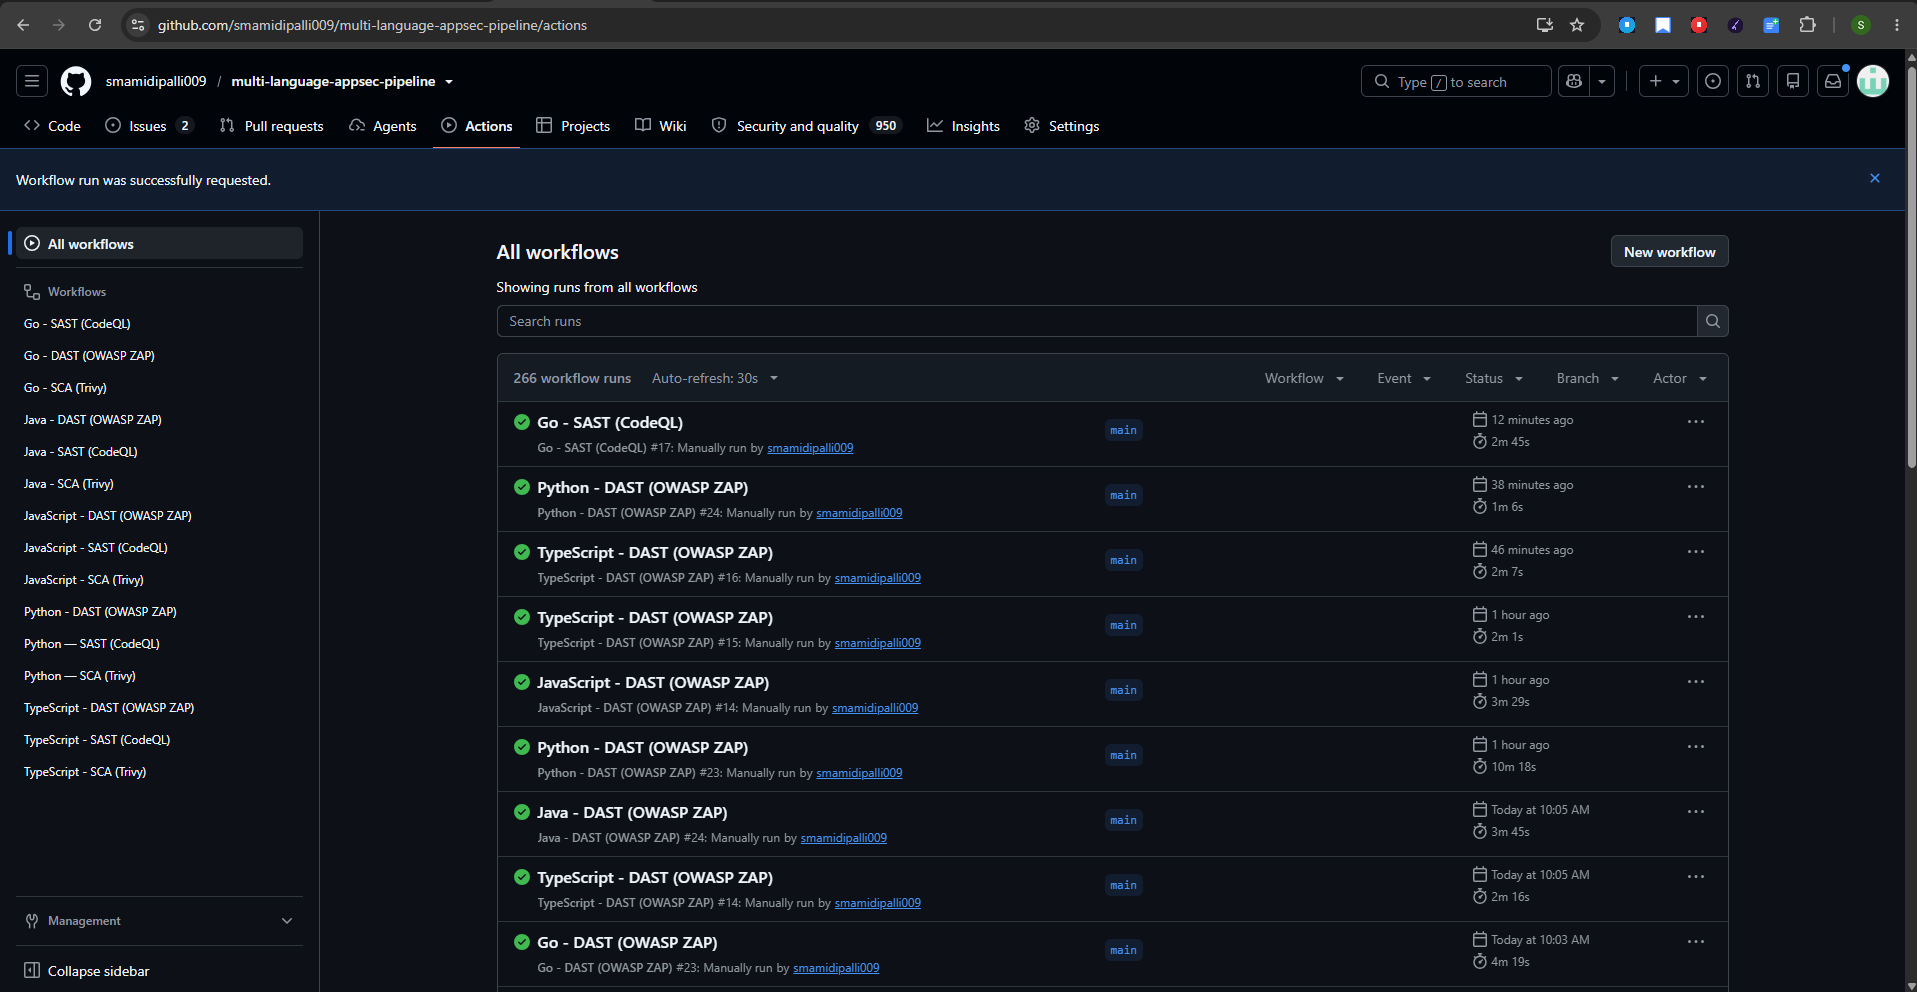 github.com/smamidipalli009/multi-language-appsec-pipeline/actions
S
smamidipalli009 / multi-language-appsec-pipeline
Type / to search
Code
Issues 2
Pull requests
Agents
Actions
Projects
Wiki
Security and quality 950
Insights
Settings
Workflow run was successfully requested.
All workflows
Workflows
Go - SAST (CodeQL)
Go - DAST (OWASP ZAP)
Go - SCA (Trivy)
Java - DAST (OWASP ZAP)
Java - SAST (CodeQL)
Java - SCA (Trivy)
JavaScript - DAST (OWASP ZAP)
JavaScript - SAST (CodeQL)
JavaScript - SCA (Trivy)
Python - DAST (OWASP ZAP)
Python — SAST (CodeQL)
Python — SCA (Trivy)
TypeScript - DAST (OWASP ZAP)
TypeScript - SAST (CodeQL)
TypeScript - SCA (Trivy)
Management
Collapse sidebar
All workflows
New workflow
Showing runs from all workflows
Search runs
266 workflow runs Auto-refresh: 30s Workflow Event Status Branch Actor
Go - SAST (CodeQL) main 12 minutes ago
Go - SAST (CodeQL) #17: Manually run by smamidipalli009 2m 45s
Python - DAST (OWASP ZAP) main 38 minutes ago
Python - DAST (OWASP ZAP) #24: Manually run by smamidipalli009 1m 6s
TypeScript - DAST (OWASP ZAP) main 46 minutes ago
TypeScript - DAST (OWASP ZAP) #16: Manually run by smamidipalli009 2m 7s
TypeScript - DAST (OWASP ZAP) main 1 hour ago
TypeScript - DAST (OWASP ZAP) #15: Manually run by smamidipalli009 2m 1s
JavaScript - DAST (OWASP ZAP) main 1 hour ago
JavaScript - DAST (OWASP ZAP) #14: Manually run by smamidipalli009 3m 29s
Python - DAST (OWASP ZAP) main 1 hour ago
Python - DAST (OWASP ZAP) #23: Manually run by smamidipalli009 10m 18s
Java - DAST (OWASP ZAP) main Today at 10:05 AM
Java - DAST (OWASP ZAP) #24: Manually run by smamidipalli009 3m 45s
TypeScript - DAST (OWASP ZAP) main Today at 10:05 AM
TypeScript - DAST (OWASP ZAP) #14: Manually run by smamidipalli009 2m 16s
Go - DAST (OWASP ZAP) main Today at 10:03 AM
Go - DAST (OWASP ZAP) #23: Manually run by smamidipalli009 4m 19s